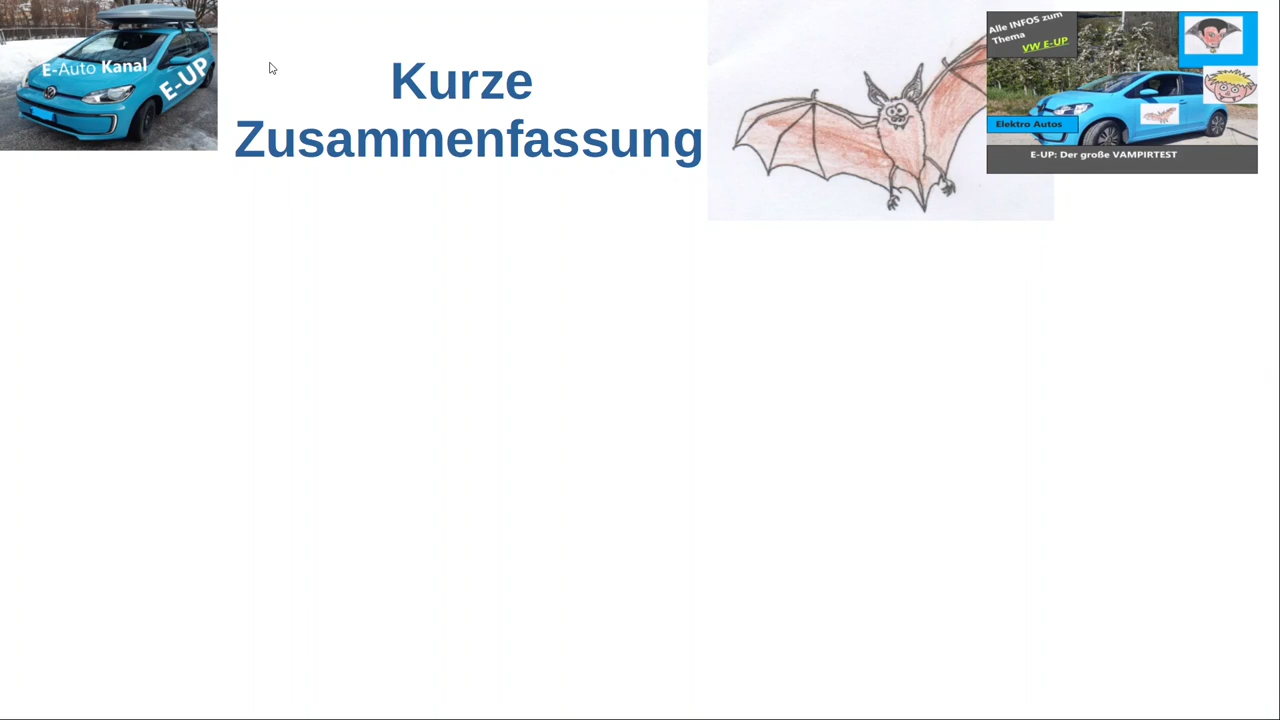 E-Auto Kanal
E-UP
Kurze
Zusammenfassung
Alle INFOS zum
Thema
VW E-UP
Elektro Autos
E-UP: Der große VAMPIRTEST